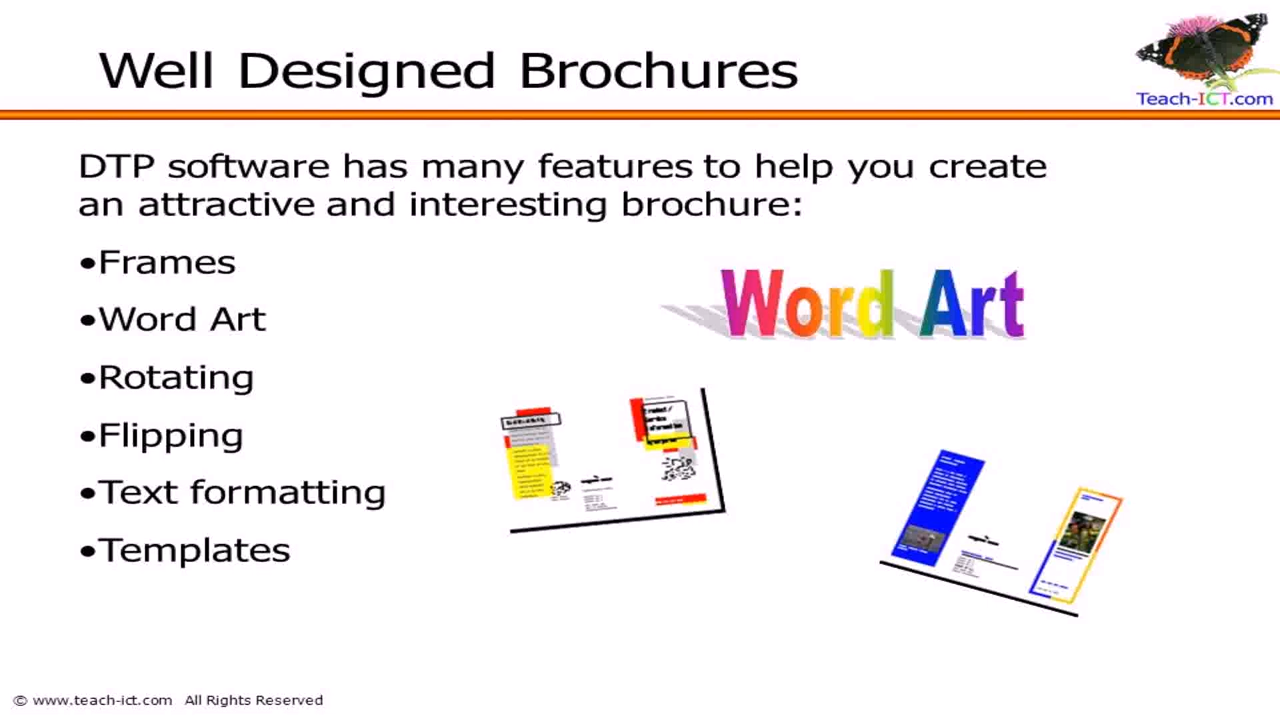 Well Designed Brochures
Teach-ICT.com
DTP software has many features to help you create
an attractive and interesting brochure:
•Frames
•Word Art
•Rotating
•Flipping
•Text formatting
•Templates
Word Art
© www.teach-ict.com All Rights Reserved